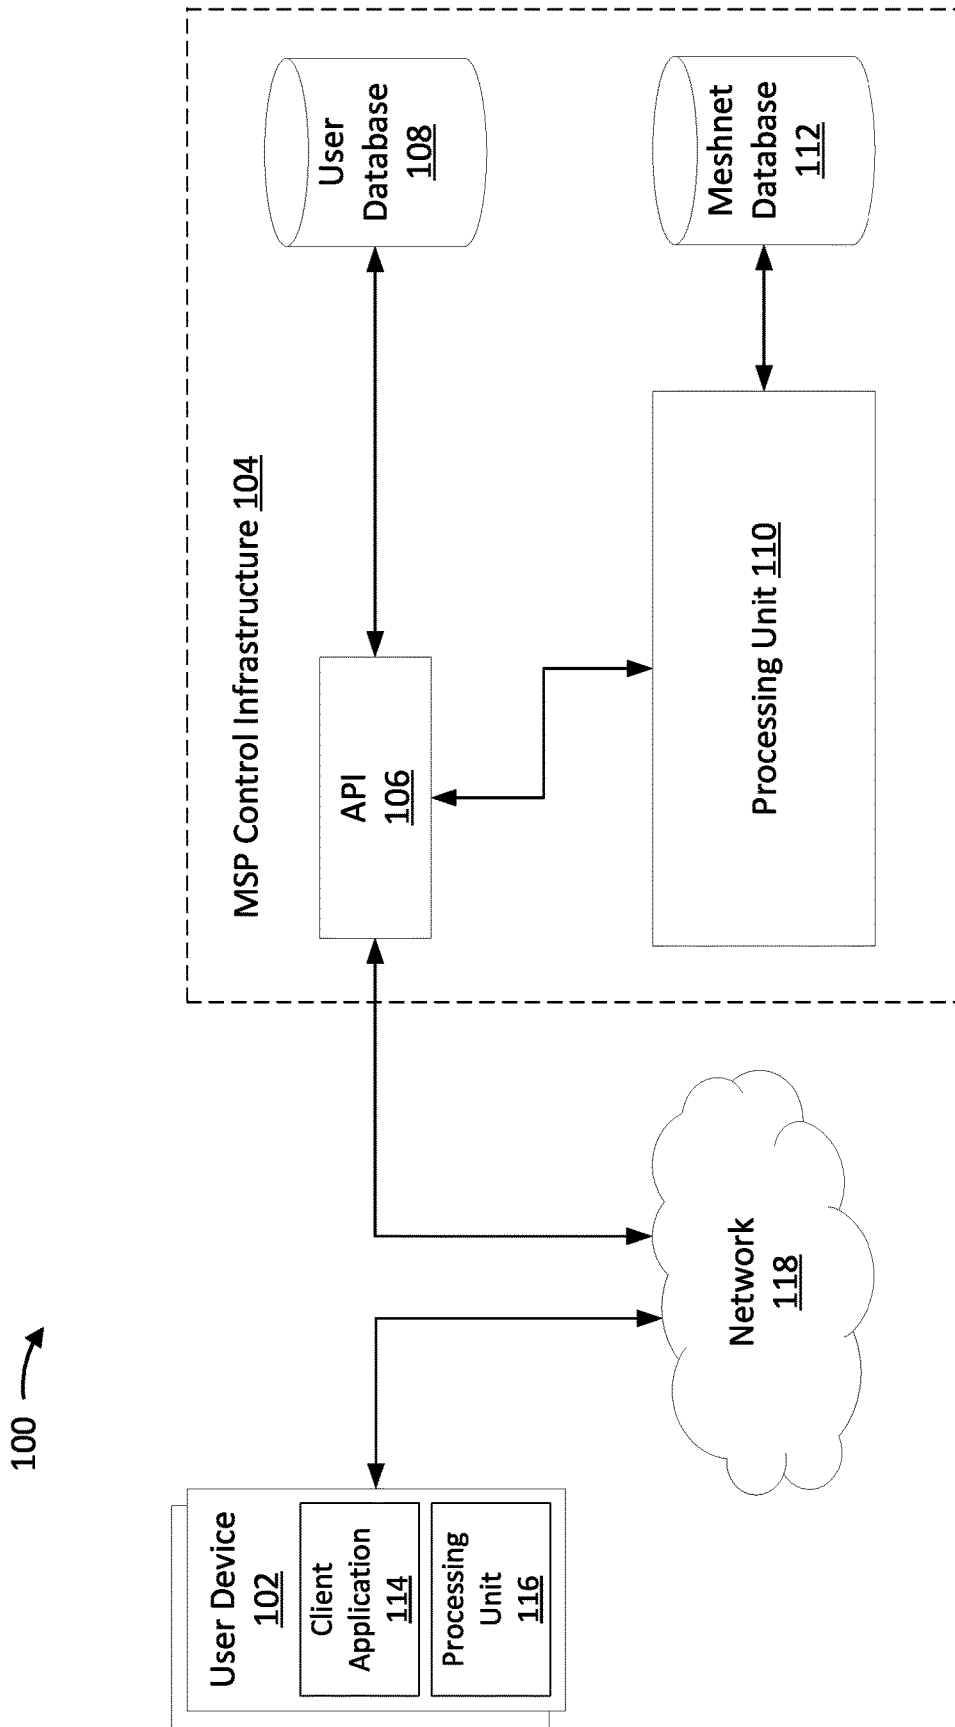 100
User Device
102
Client
Application
114
Processing
Unit
116
Network
118
MSP Control Infrastructure 104
API
106
User
Database
108
Processing Unit 110
Meshnet
Database
112